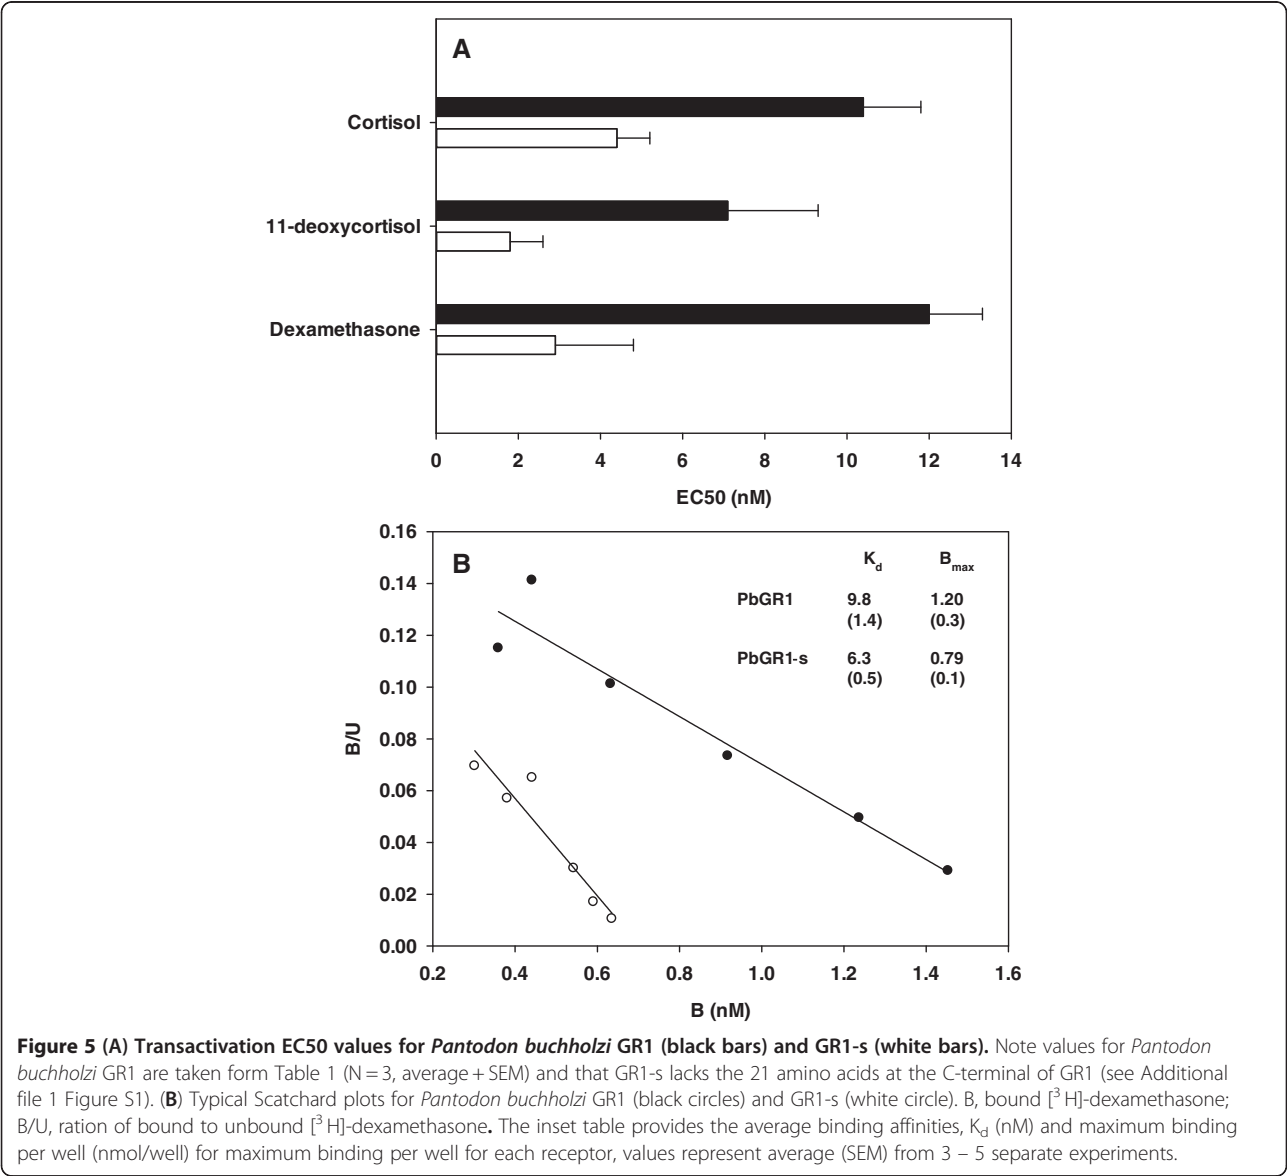 A
Cortisol
11-deoxycortisol
Dexamethasone
0 2 4 6 8 10 12 14
EC50 (nM)
B
0.16
0.14
0.12
0.10
0.08
0.06
0.04
0.02
0.00
B/U
Kd Bmax
PbGR1 9.8 1.20
(1.4) (0.3)
PbGR1-s 6.3 0.79
(0.5) (0.1)
0.2 0.4 0.6 0.8 1.0 1.2 1.4 1.6
B (nM)
Figure 5 (A) Transactivation EC50 values for Pantodon buchholzi GR1 (black bars) and GR1-s (white bars). Note values for Pantodon
buchholzi GR1 are taken form Table 1 (N = 3, average + SEM) and that GR1-s lacks the 21 amino acids at the C-terminal of GR1 (see Additional
file 1 Figure S1). (B) Typical Scatchard plots for Pantodon buchholzi GR1 (black circles) and GR1-s (white circle). B, bound [3 H]-dexamethasone;
B/U, ration of bound to unbound [3 H]-dexamethasone. The inset table provides the average binding affinities, Kd (nM) and maximum binding
per well (nmol/well) for maximum binding per well for each receptor, values represent average (SEM) from 3 – 5 separate experiments.